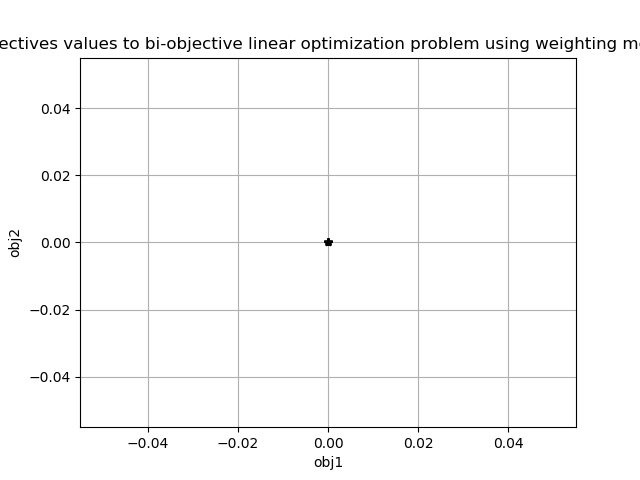 ectives values to bi-objective linear optimization problem using weighting m
0.04
0.02
0.00
−0.02
−0.04
obj2
−0.04 −0.02 0.00 0.02 0.04
obj1